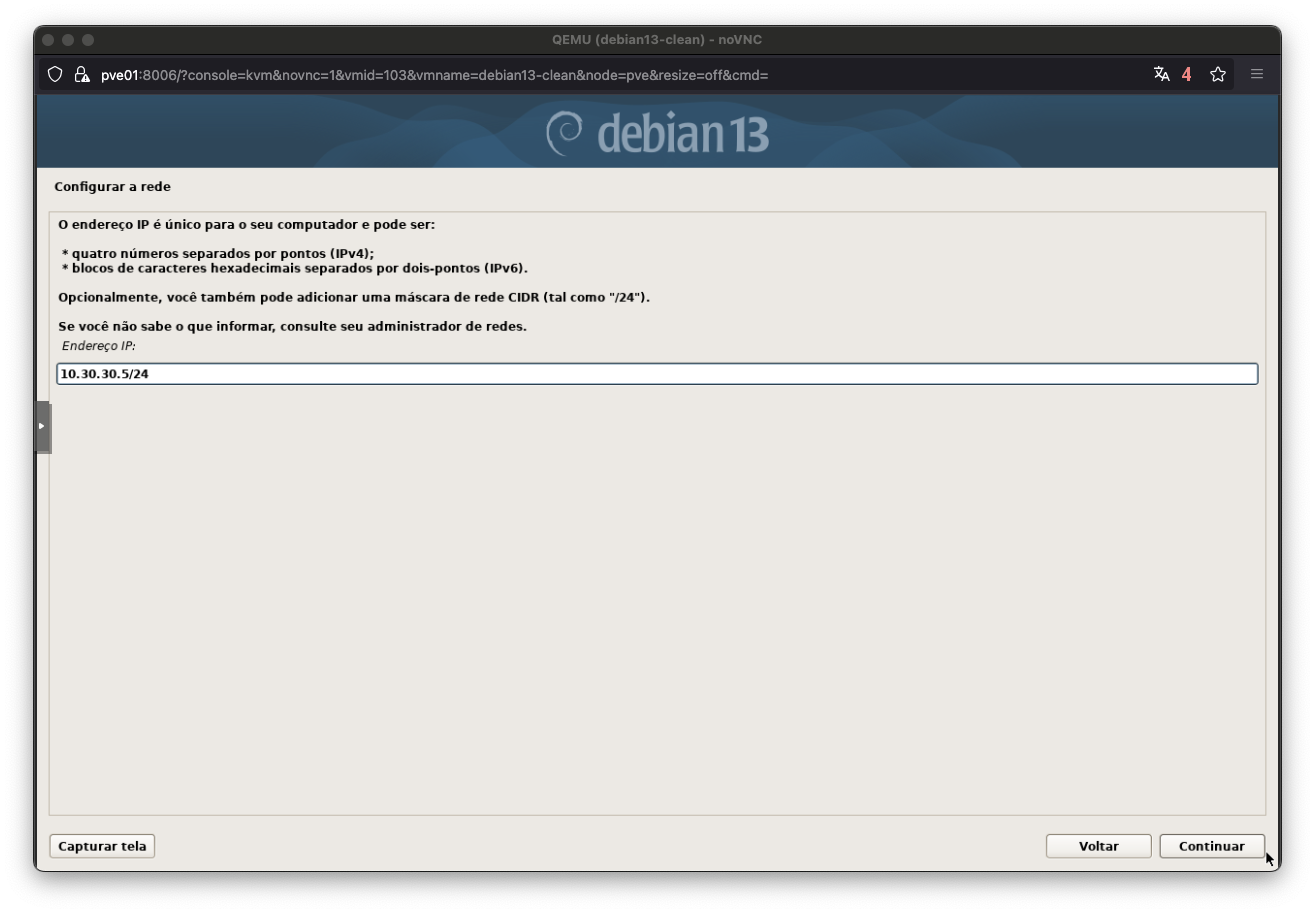 QEMU (debian13-clean) - noVNC
pve01:8006/?console=kvm&novnc=1&vmid=103&vmname=debian13-clean&node=pve&resize=off&cmd=
4
debian 13
Configurar a rede
O endereço IP é único para o seu computador e pode ser:
* quatro números separados por pontos (IPv4);
* blocos de caracteres hexadecimais separados por dois-pontos (IPv6).
Opcionalmente, você também pode adicionar uma máscara de rede CIDR (tal como "/24").
Se você não sabe o que informar, consulte seu administrador de redes.
Endereço IP:
10.30.30.5/24
Capturar tela
Voltar
Continuar